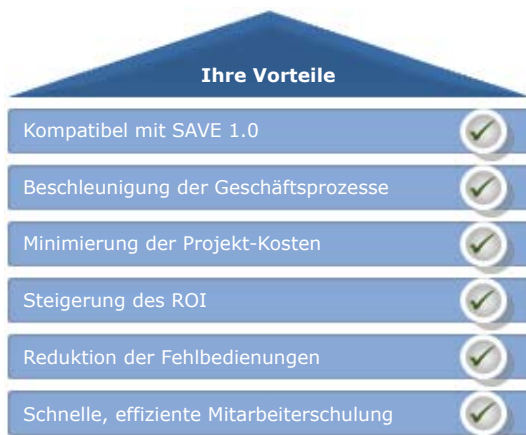 Ihre Vorteile
Kompatibel mit SAVE 1.0
Beschleunigung der Geschäftsprozesse
Minimierung der Projekt-Kosten
Steigerung des ROI
Reduktion der Fehlbedienungen
Schnelle, effiziente Mitarbeiterschulung